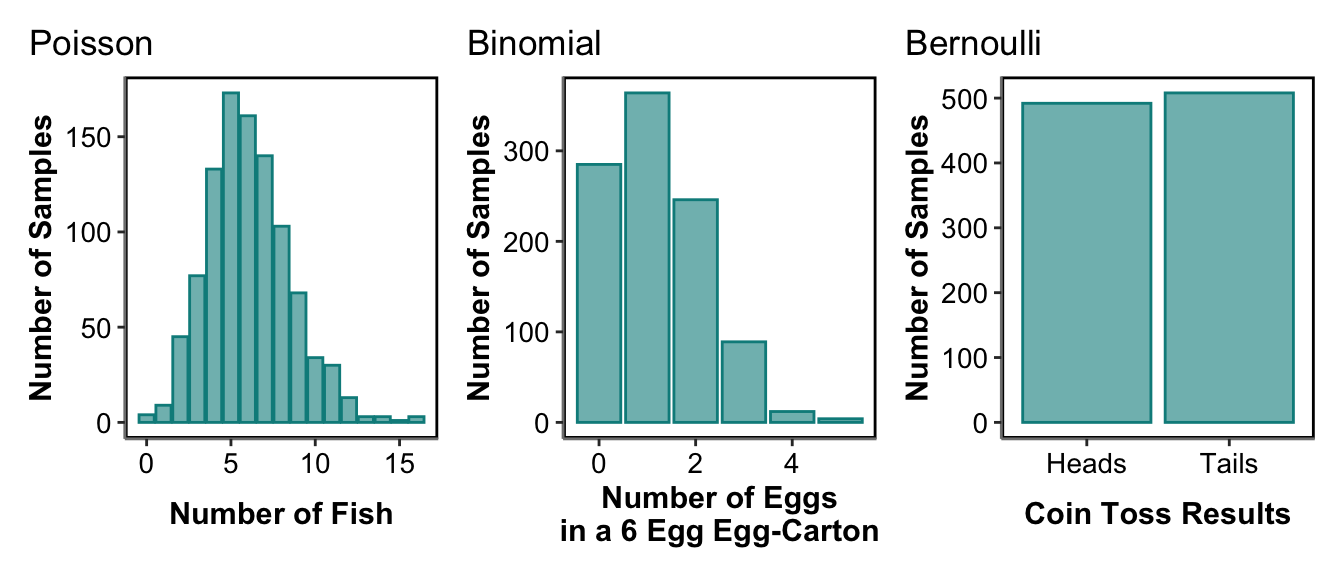 Poisson
Number of Samples
150
100
50
0
0 5 10 15
Number of Fish
Binomial
Number of Samples
300
200
100
0
0 2 4
Number of Eggs
in a 6 Egg Egg-Carton
Bernoulli
Number of Samples
500
400
300
200
100
0
Heads Tails
Coin Toss Results